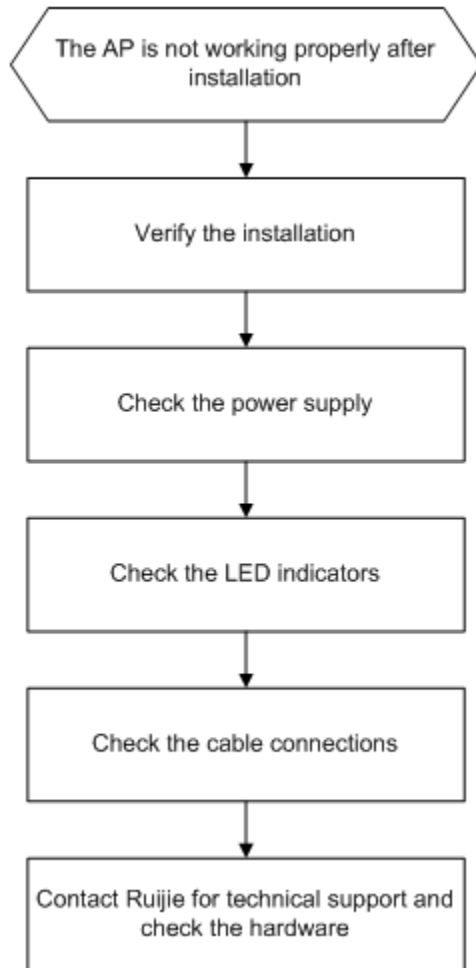 The AP is not working properly after
installation
Verify the installation
Check the power supply
Check the LED indicators
Check the cable connections
Contact Ruijie for technical support and
check the hardware